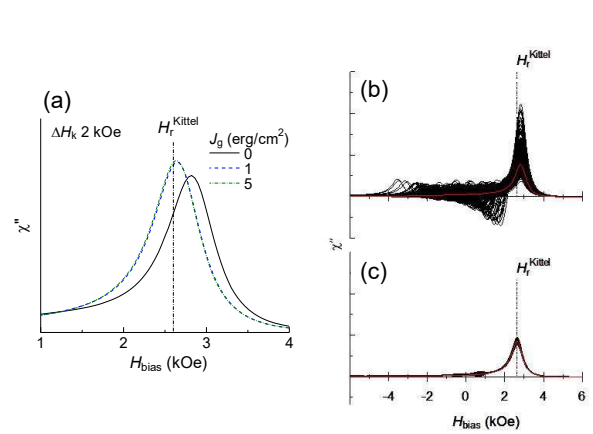 (a)
ΔHk 2 kOe
HrKittel
Jg (erg/cm²)
0
1
5
χ"
1 2 3 4
Hbias (kOe)
HrKittel
(b)
χ"
HrKittel
(c)
-4 -2 0 2 4 6
Hbias (kOe)